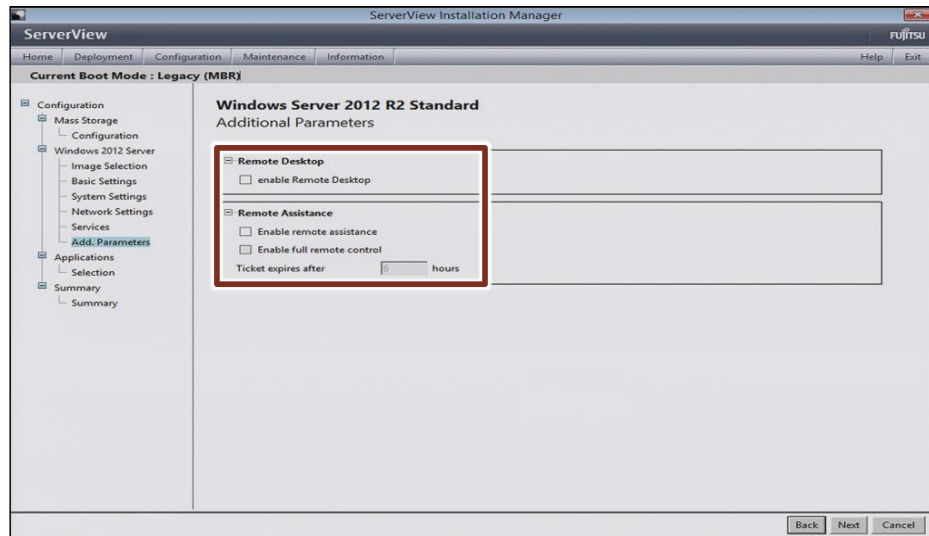 ServerView Installation Manager
ServerView
FUJITSU
Home Deployment Configuration Maintenance Information Help Exit
Current Boot Mode : Legacy (MBR)
Configuration
Mass Storage
Configuration
Windows 2012 Server
Image Selection
Basic Settings
System Settings
Network Settings
Services
Add. Parameters
Applications
Selection
Summary
Summary
Windows Server 2012 R2 Standard
Additional Parameters
Remote Desktop
enable Remote Desktop
Remote Assistance
Enable remote assistance
Enable full remote control
Ticket expires after 6 hours
Back Next Cancel